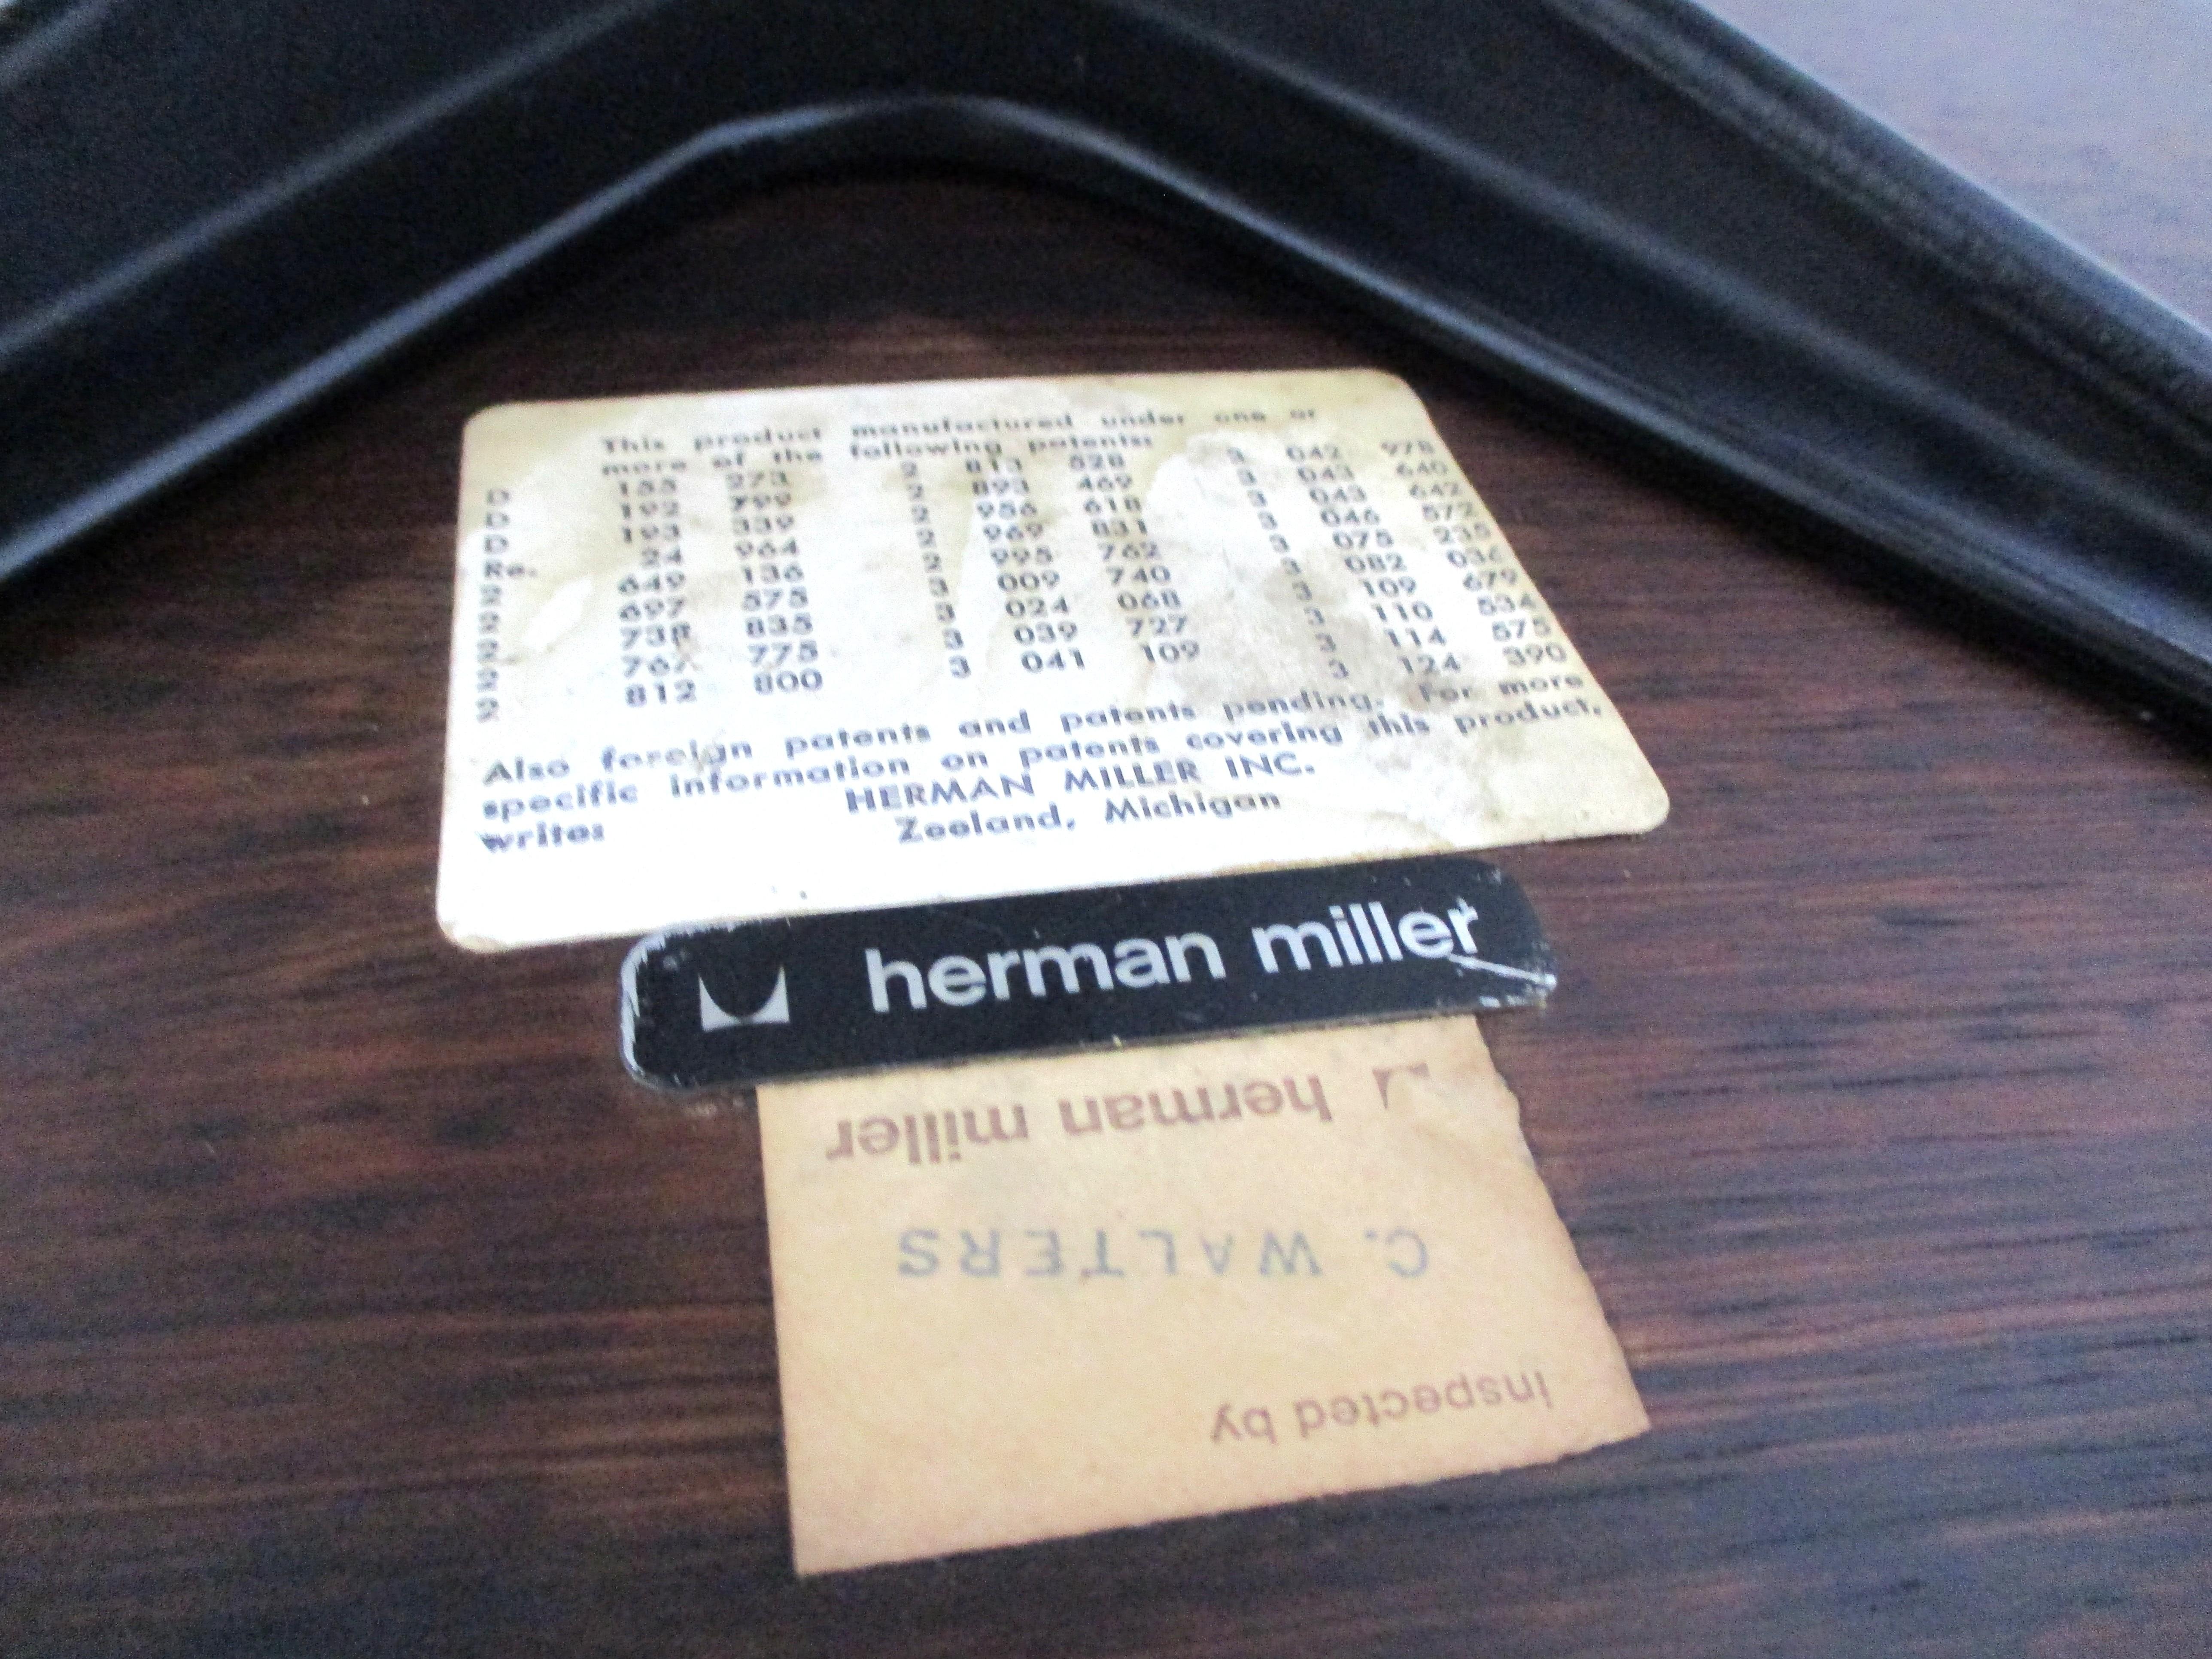 This product manufactured under one or
more of the following patents:
D 155 273 2 813 528 3 042 978
D 192 799 2 893 469 3 043 640
D 193 339 2 956 618 3 043 642
Re. 24 964 2 969 831 3 046 572
2 649 136 2 995 762 3 075 235
2 697 575 3 009 740 3 082 036
2 738 835 3 024 068 3 109 679
2 767 775 3 039 727 3 110 534
2 812 800 3 041 109 3 114 575
3 124 390
Also foreign patents and patents pending. For more
specific information on patents covering this product,
write: HERMAN MILLER INC.
Zeeland, Michigan
herman miller
inspected by
C. WALTERS
herman miller